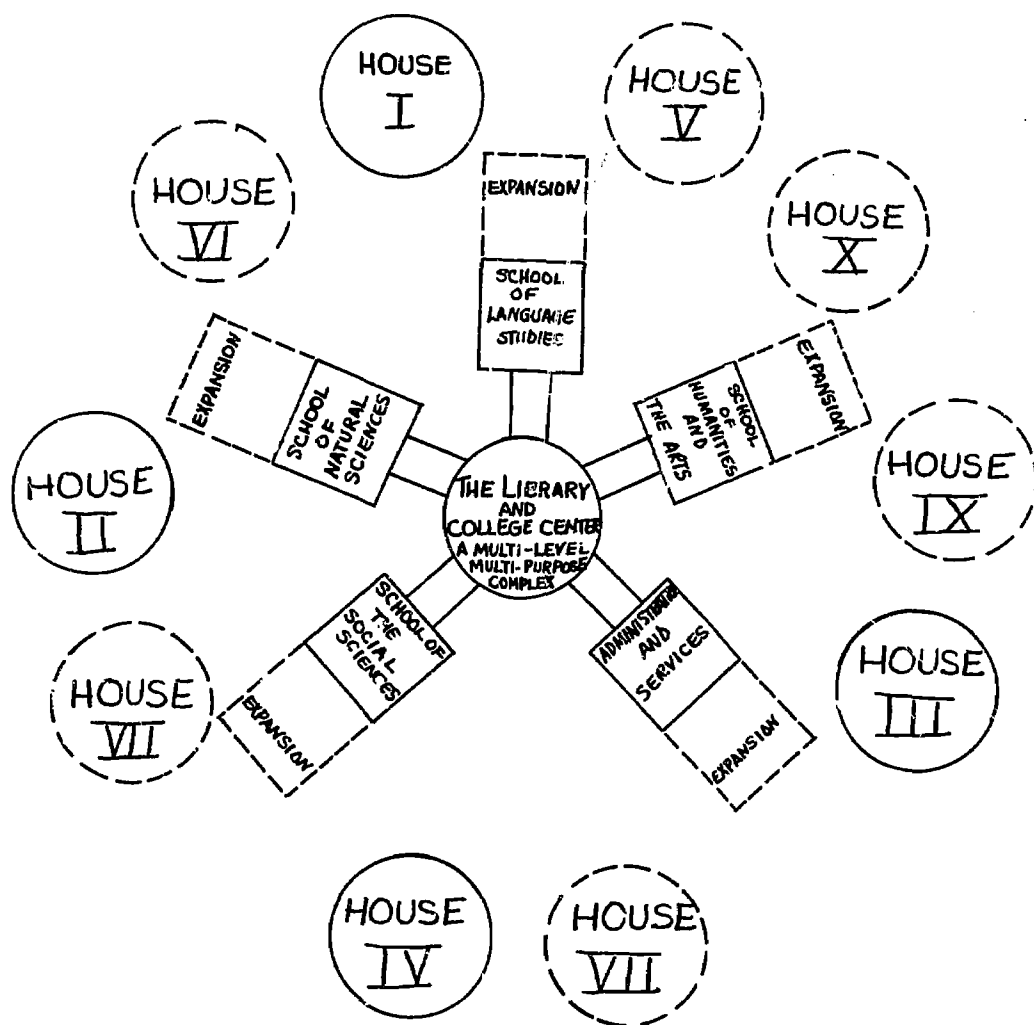 HOUSE
I
HOUSE
V
HOUSE
VI
HOUSE
X
EXPANSION
SCHOOL
OF
LANGUAGE
STUDIES
EXPANSION
SCHOOL
OF
NATURAL
SCIENCES
EXPANSION
SCHOOL
OF
HUMANITIES
AND
THE ARTS
HOUSE
II
HOUSE
IX
THE LIBRARY
AND
COLLEGE CENTER
A MULTI-LEVEL
MULTI-PURPOSE
COMPLEX
SCHOOL OF
THE
SOCIAL
SCIENCES
EXPANSION
AND
SERVICES
EXPANSION
HOUSE
VII
HOUSE
III
HOUSE
IV
HOUSE
VII